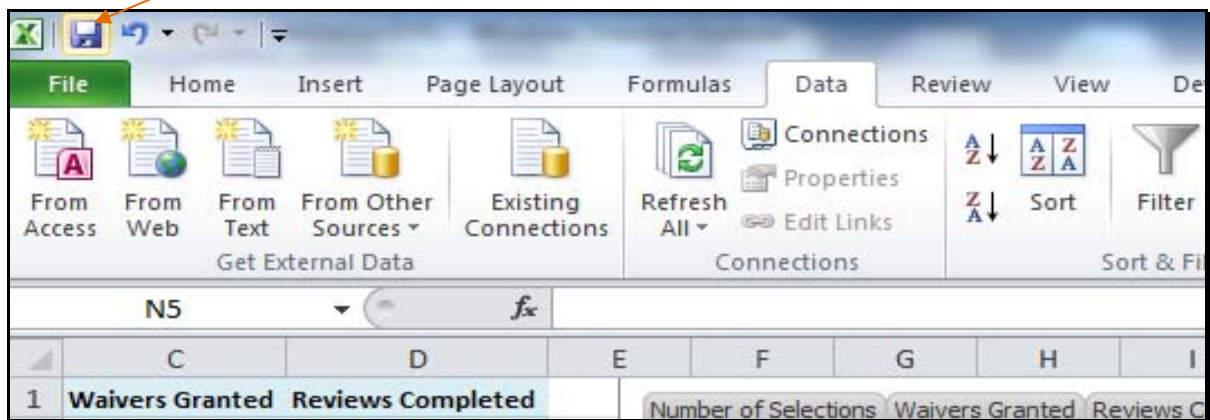 File Home Insert Page Layout Formulas Data Review View De
From Access
From Web
From Text
From Other Sources
Existing Connections
Get External Data
Refresh All
Connections
Properties
Edit Links
Connections
A Z
Z A
A Z Z A
Sort
Filter
Sort & Fil
N5 fx
C D E F G H I
1 Waivers Granted Reviews Completed
Number of Selections Waivers Granted Reviews C